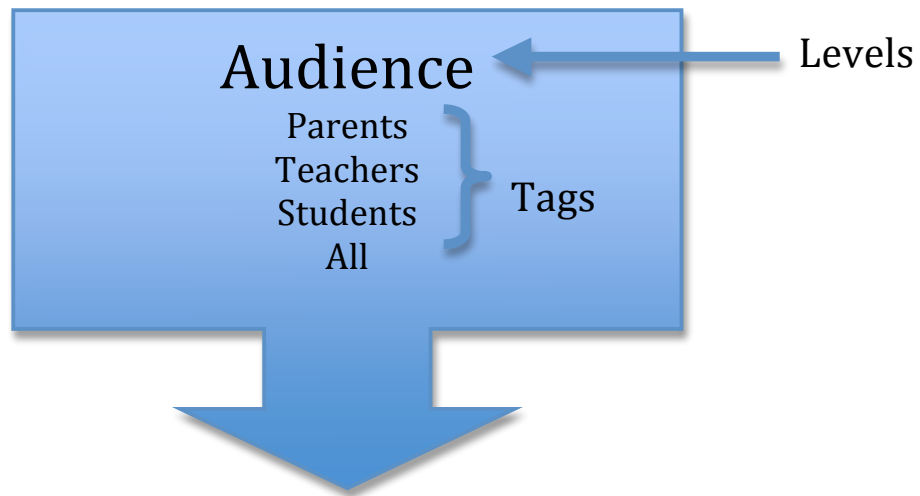 Audience
Levels
Parents
Teachers
Students
All
Tags